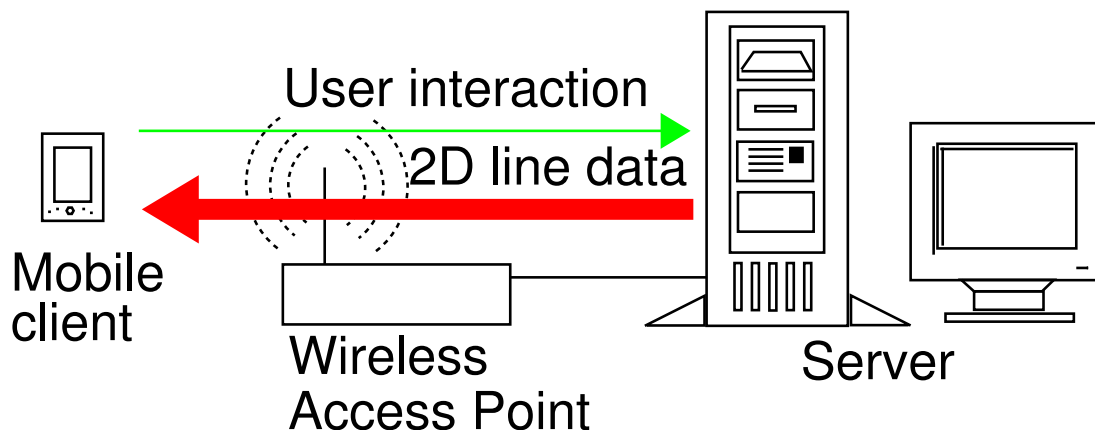 User interaction
2D line data
Mobile
client
Wireless
Access Point
Server